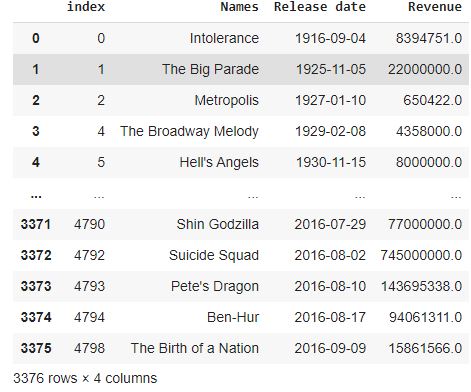 index Names Release date Revenue
0 0 Intolerance 1916-09-04 8394751.0
1 1 The Big Parade 1925-11-05 22000000.0
2 2 Metropolis 1927-01-10 650422.0
3 4 The Broadway Melody 1929-02-08 4358000.0
4 5 Hell's Angels 1930-11-15 8000000.0
... ... ... ... ...
3371 4790 Shin Godzilla 2016-07-29 77000000.0
3372 4792 Suicide Squad 2016-08-02 745000000.0
3373 4793 Pete's Dragon 2016-08-10 143695338.0
3374 4794 Ben-Hur 2016-08-17 94061311.0
3375 4798 The Birth of a Nation 2016-09-09 15861566.0
3376 rows × 4 columns